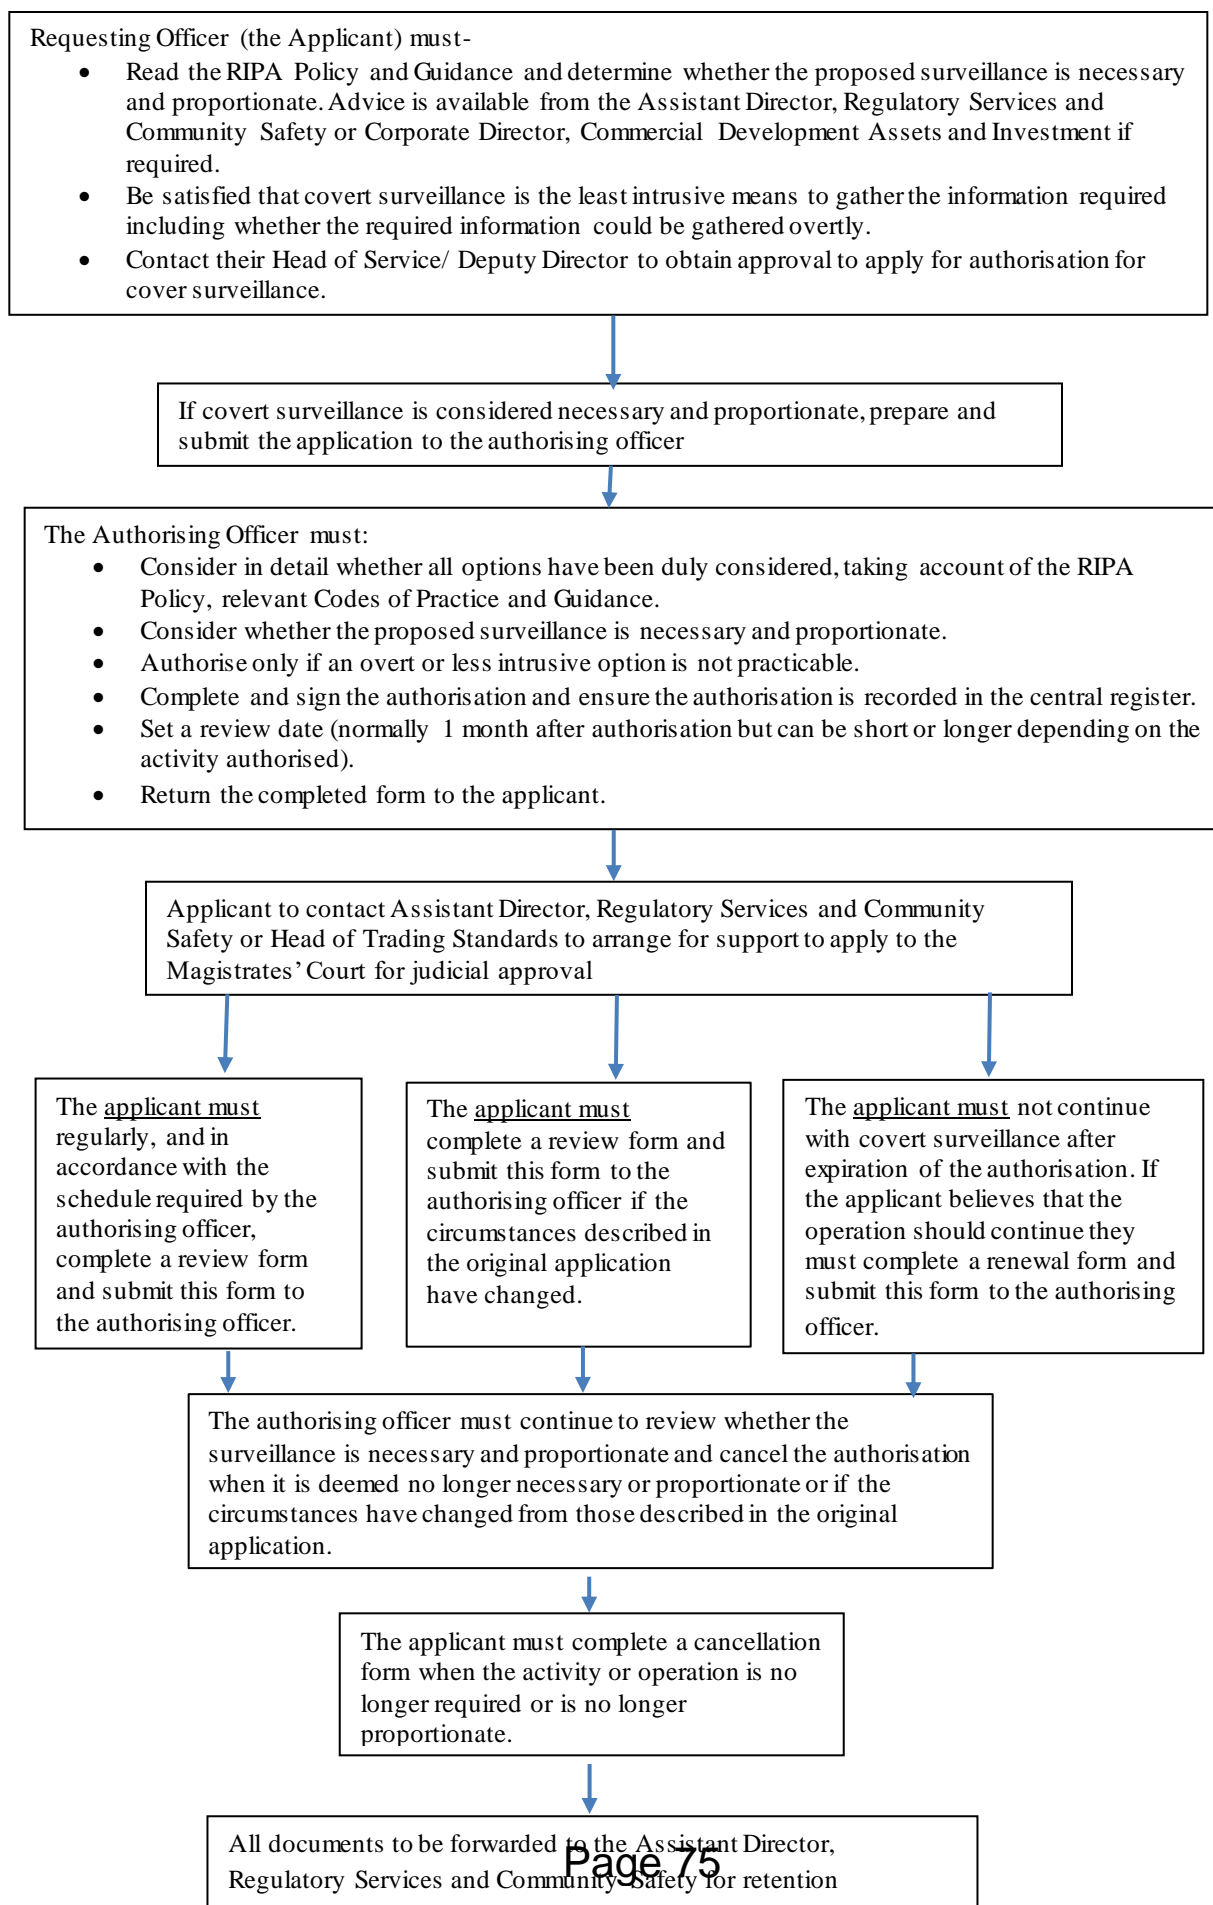 Requesting Officer (the Applicant) must-
• Read the RIPA Policy and Guidance and determine whether the proposed surveillance is necessary
and proportionate. Advice is available from the Assistant Director, Regulatory Services and
Community Safety or Corporate Director, Commercial Development Assets and Investment if
required.
• Be satisfied that covert surveillance is the least intrusive means to gather the information required
including whether the required information could be gathered overtly.
• Contact their Head of Service/ Deputy Director to obtain approval to apply for authorisation for
cover surveillance.
If covert surveillance is considered necessary and proportionate, prepare and
submit the application to the authorising officer
The Authorising Officer must:
• Consider in detail whether all options have been duly considered, taking account of the RIPA
Policy, relevant Codes of Practice and Guidance.
• Consider whether the proposed surveillance is necessary and proportionate.
• Authorise only if an overt or less intrusive option is not practicable.
• Complete and sign the authorisation and ensure the authorisation is recorded in the central register.
• Set a review date (normally 1 month after authorisation but can be short or longer depending on the
activity authorised).
• Return the completed form to the applicant.
Applicant to contact Assistant Director, Regulatory Services and Community
Safety or Head of Trading Standards to arrange for support to apply to the
Magistrates’ Court for judicial approval
The applicant must
regularly, and in
accordance with the
schedule required by the
authorising officer,
complete a review form
and submit this form to
the authorising officer.
The applicant must
complete a review form and
submit this form to the
authorising officer if the
circumstances described in
the original application
have changed.
The applicant must not continue
with covert surveillance after
expiration of the authorisation. If
the applicant believes that the
operation should continue they
must complete a renewal form and
submit this form to the authorising
officer.
The authorising officer must continue to review whether the
surveillance is necessary and proportionate and cancel the authorisation
when it is deemed no longer necessary or proportionate or if the
circumstances have changed from those described in the original
application.
The applicant must complete a cancellation
form when the activity or operation is no
longer required or is no longer
proportionate.
All documents to be forwarded to the Assistant Director,
Regulatory Services and Community Safety for retention
Page 75